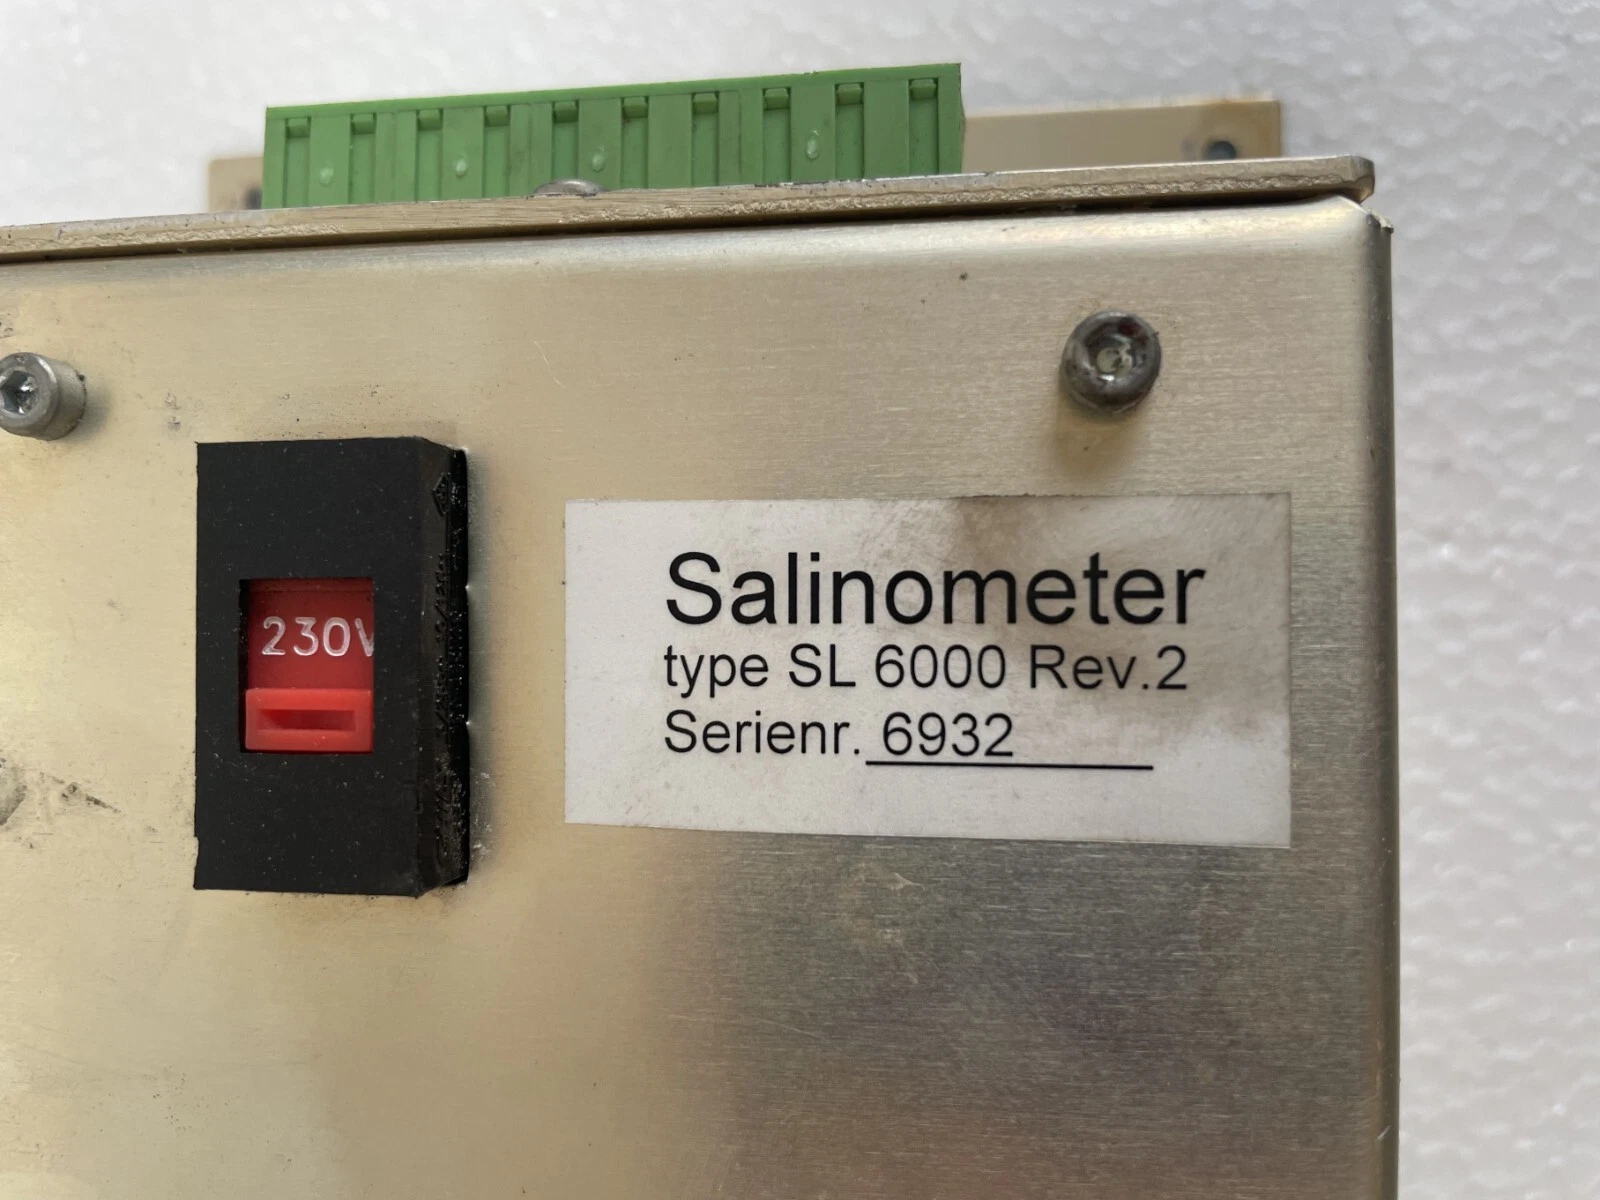 230V
Salinometer
type SL 6000 Rev.2
Serienr. 6932